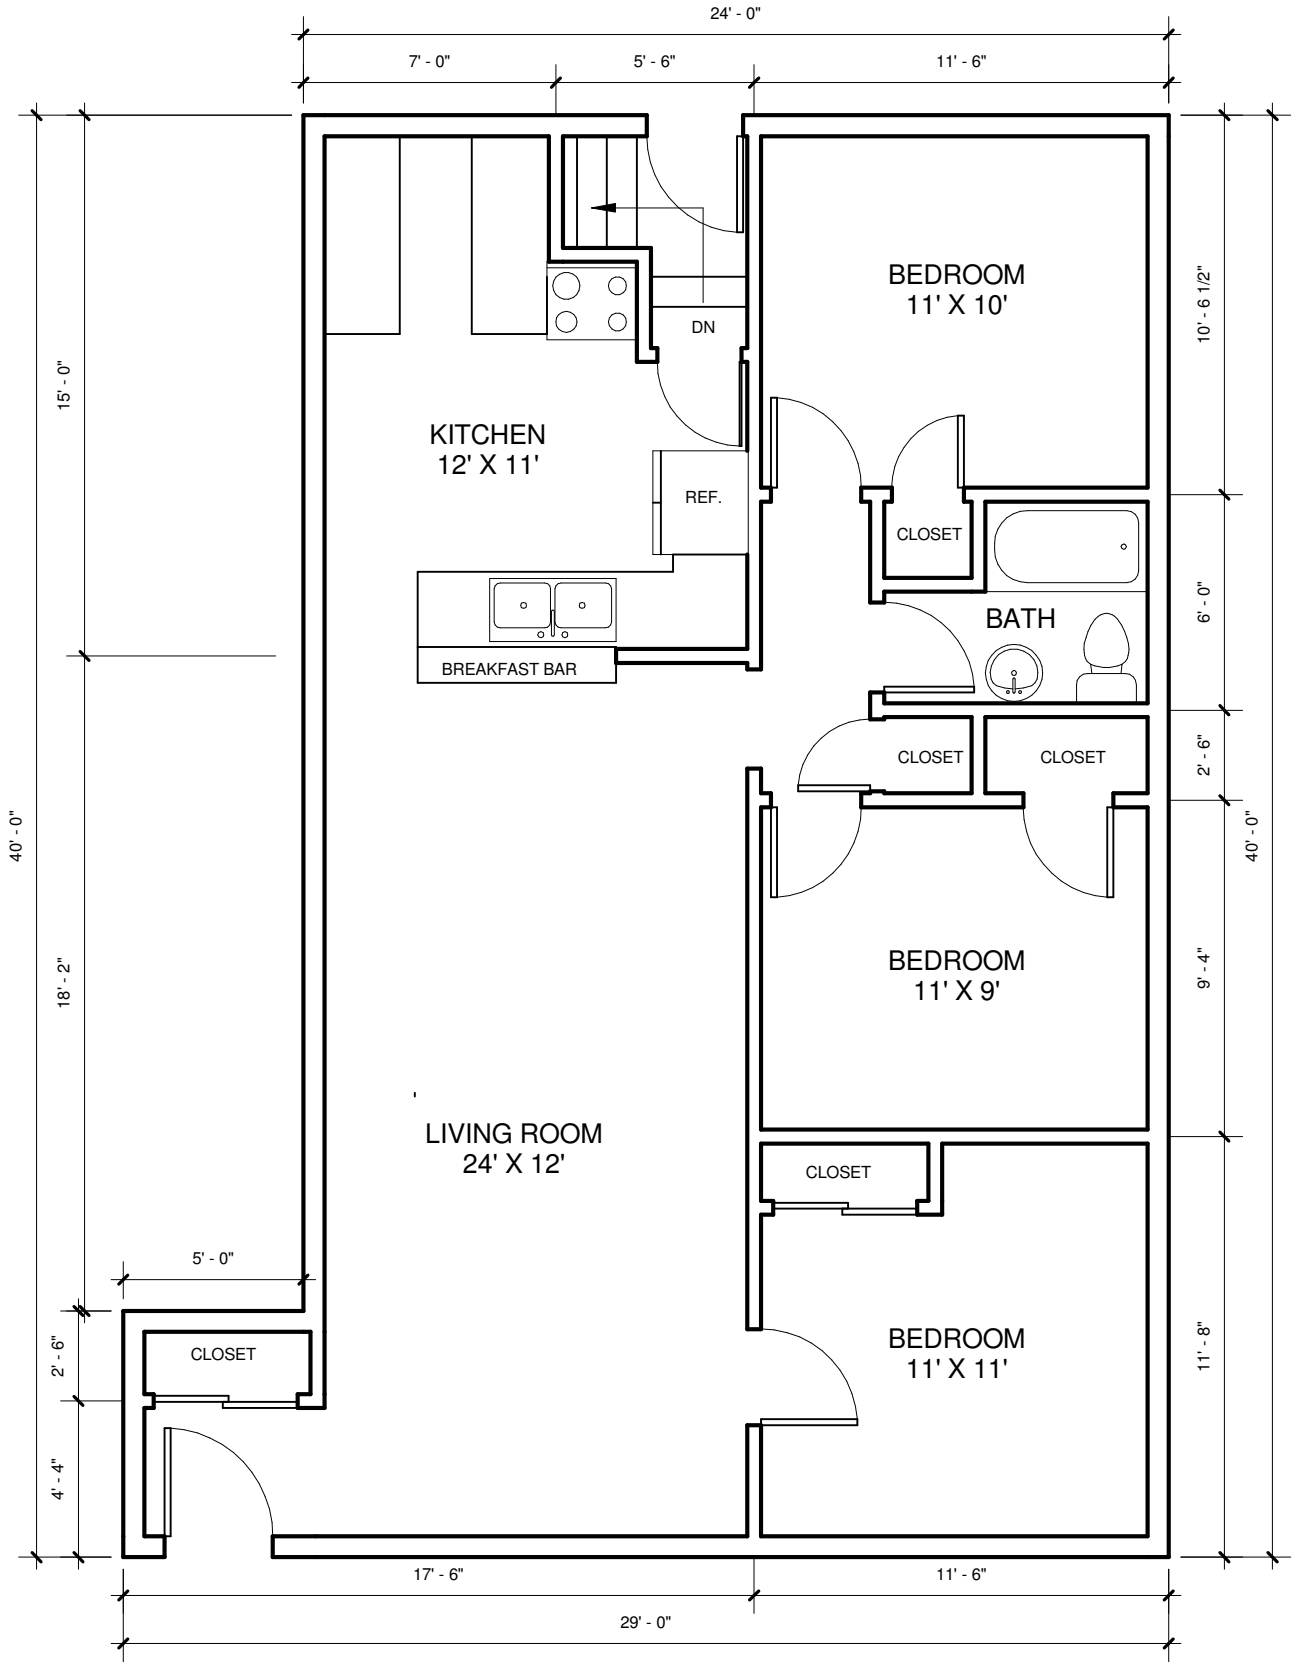 24' - 0"
7' - 0"
5' - 6"
11' - 6"
BEDROOM
11' X 10'
10' - 6 1/2"
DN
15' - 0"
KITCHEN
12' X 11'
REF.
CLOSET
6' - 0"
BATH
BREAKFAST BAR
CLOSET
CLOSET
2' - 6"
40' - 0"
40' - 0"
18' - 2"
BEDROOM
11' X 9'
9' - 4"
LIVING ROOM
24' X 12'
CLOSET
5' - 0"
2' - 6"
CLOSET
BEDROOM
11' X 11'
11' - 8"
4' - 4"
17' - 6"
11' - 6"
29' - 0"